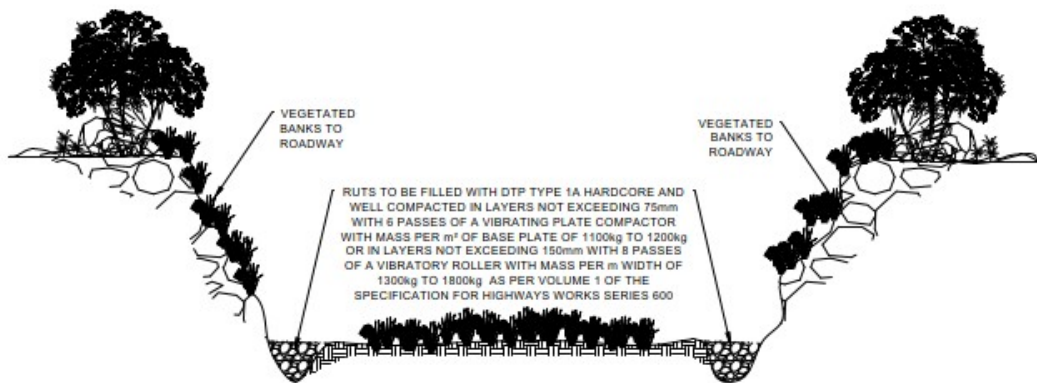 VEGETATED
BANKS TO
ROADWAY
VEGETATED
BANKS TO
ROADWAY
RUTS TO BE FILLED WITH DTP TYPE 1A HARDCORE AND
WELL COMPACTED IN LAYERS NOT EXCEEDING 75mm
WITH 6 PASSES OF A VIBRATING PLATE COMPACTOR
WITH MASS PER m² OF BASE PLATE OF 1100kg TO 1200kg
OR IN LAYERS NOT EXCEEDING 150mm WITH 8 PASSES
OF A VIBRATORY ROLLER WITH MASS PER m WIDTH OF
1300kg TO 1800kg AS PER VOLUME 1 OF THE
SPECIFICATION FOR HIGHWAYS WORKS SERIES 600